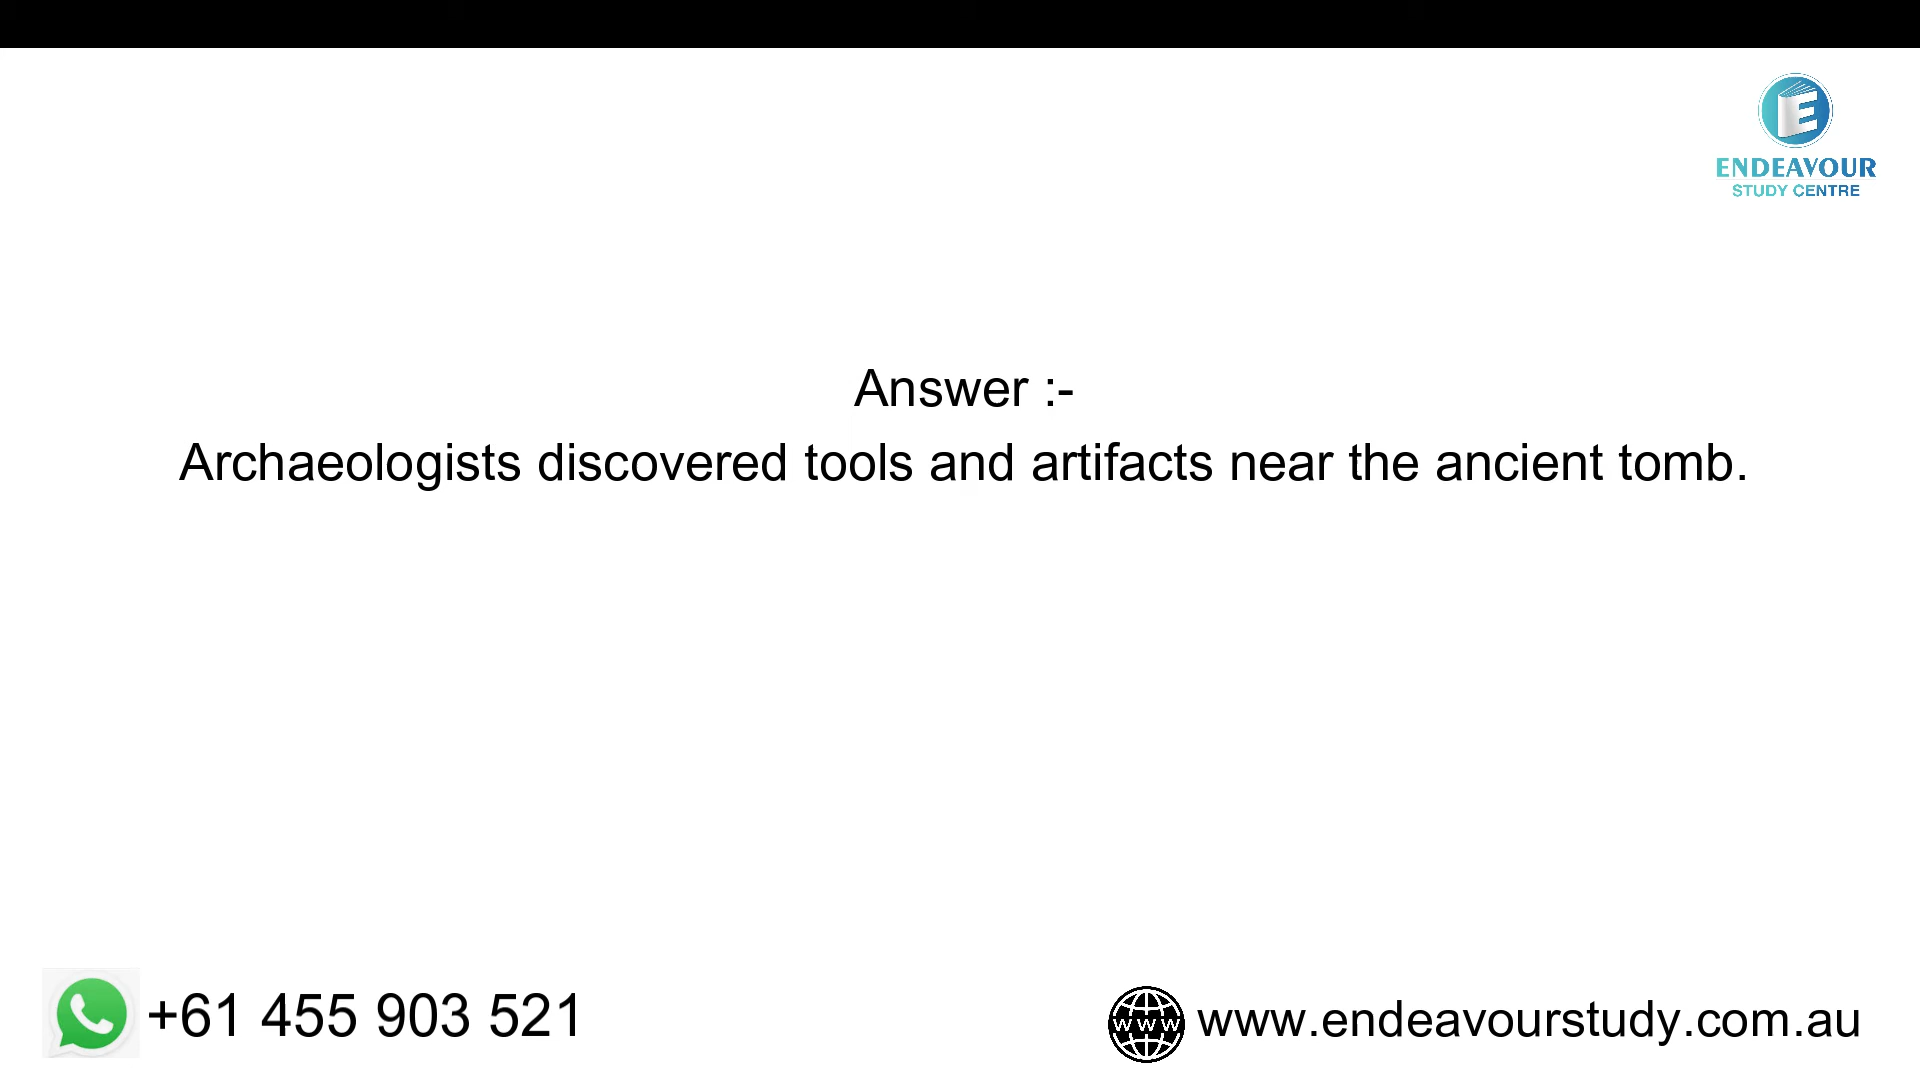 E
ENDEAVOUR
STUDY CENTRE
Answer :-
Archaeologists discovered tools and artifacts near the ancient tomb.
+61 455 903 521
www www.endeavourstudy.com.au